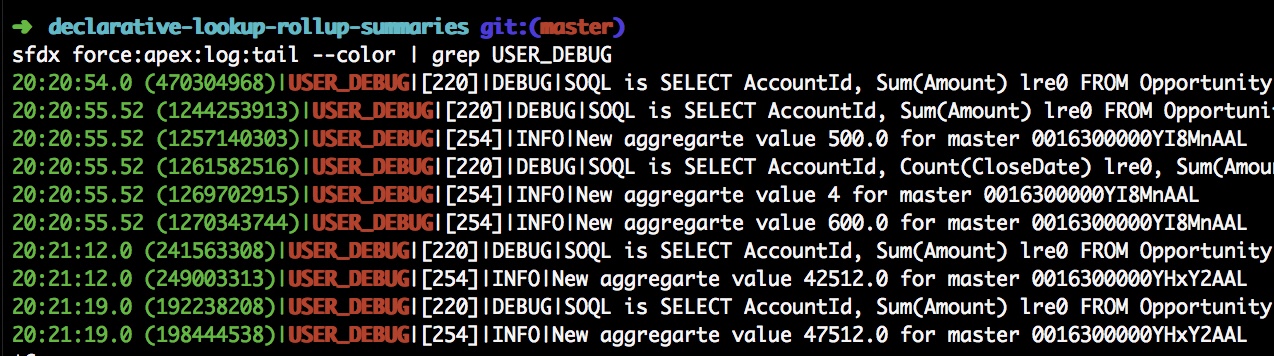 ➜ declarative-lookup-rollup-summaries git:(master)
sfdx force:apex:log:tail --color | grep USER_DEBUG
20:20:54.0 (470304968)|USER_DEBUG|[220]|DEBUG|SOQL is SELECT AccountId, Sum(Amount) lre0 FROM Opportunity
20:20:55.52 (1244253913)|USER_DEBUG|[220]|DEBUG|SOQL is SELECT AccountId, Sum(Amount) lre0 FROM Opportuni
20:20:55.52 (1257140303)|USER_DEBUG|[254]|INFO|New aggregarte value 500.0 for master 0016300000YI8MnAAL
20:20:55.52 (1261582516)|USER_DEBUG|[220]|DEBUG|SOQL is SELECT AccountId, Count(CloseDate) lre0, Sum(Amou
20:20:55.52 (1269702915)|USER_DEBUG|[254]|INFO|New aggregarte value 4 for master 0016300000YI8MnAAL
20:20:55.52 (1270343744)|USER_DEBUG|[254]|INFO|New aggregarte value 600.0 for master 0016300000YI8MnAAL
20:21:12.0 (241563308)|USER_DEBUG|[220]|DEBUG|SOQL is SELECT AccountId, Sum(Amount) lre0 FROM Opportunity
20:21:12.0 (249003313)|USER_DEBUG|[254]|INFO|New aggregarte value 42512.0 for master 0016300000YHxY2AAL
20:21:19.0 (192238208)|USER_DEBUG|[220]|DEBUG|SOQL is SELECT AccountId, Sum(Amount) lre0 FROM Opportunity
20:21:19.0 (198444538)|USER_DEBUG|[254]|INFO|New aggregarte value 47512.0 for master 0016300000YHxY2AAL